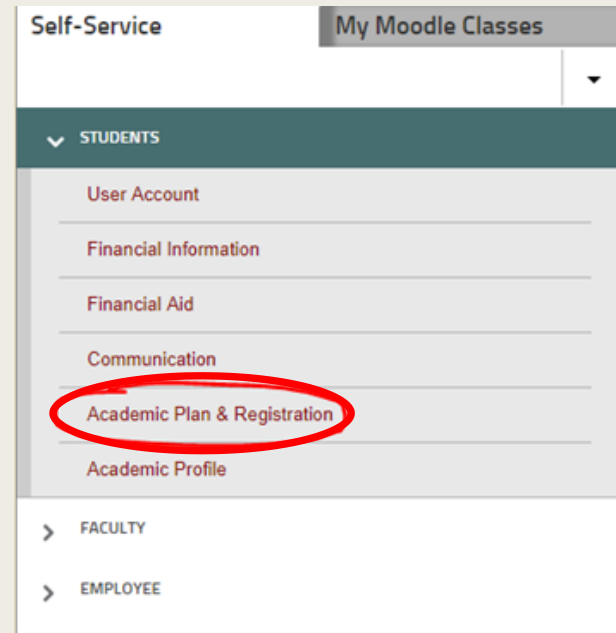 Self-Service
My Moodle Classes
STUDENTS
User Account
Financial Information
Financial Aid
Communication
Academic Plan & Registration
Academic Profile
FACULTY
EMPLOYEE